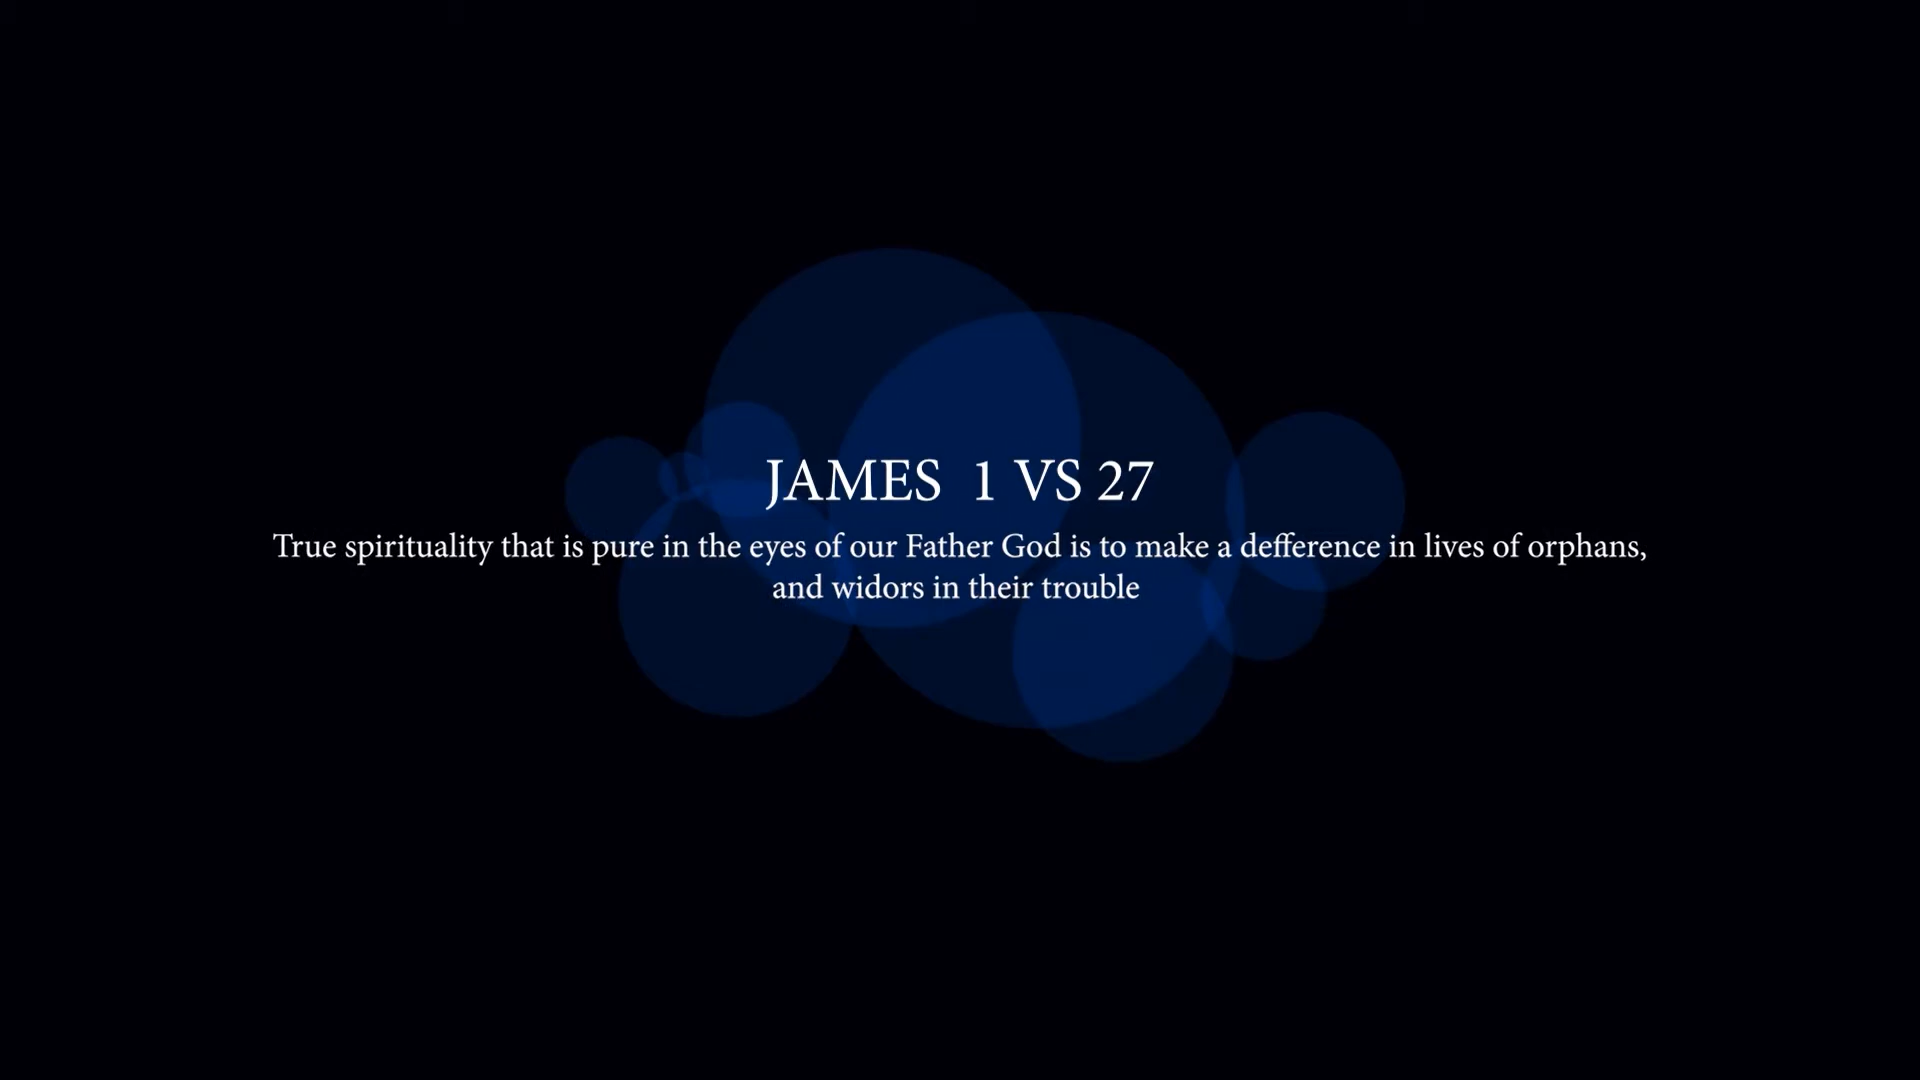 JAMES  1 VS 27
True spirituality that is pure in the eyes of our Father God is to make a defference in lives of orphans,
and widors in their trouble